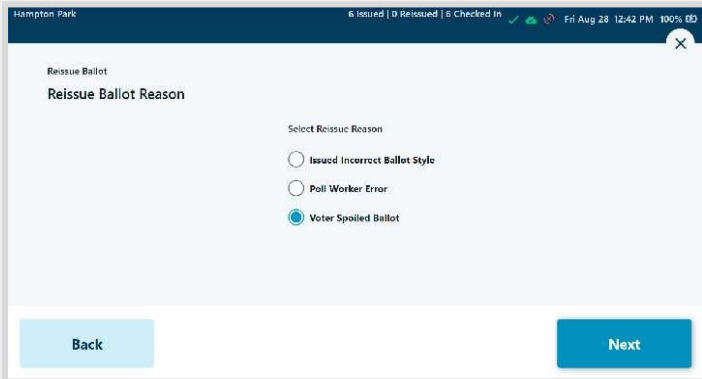 Hampton Park
6 Issued | 0 Reissued | 6 Checked In
Fri Aug 28 12:42 PM 100%
Reissue Ballot
Reissue Ballot Reason
Select Reissue Reason
Issued Incorrect Ballot Style
Poll Worker Error
Voter Spoiled Ballot
Back
Next